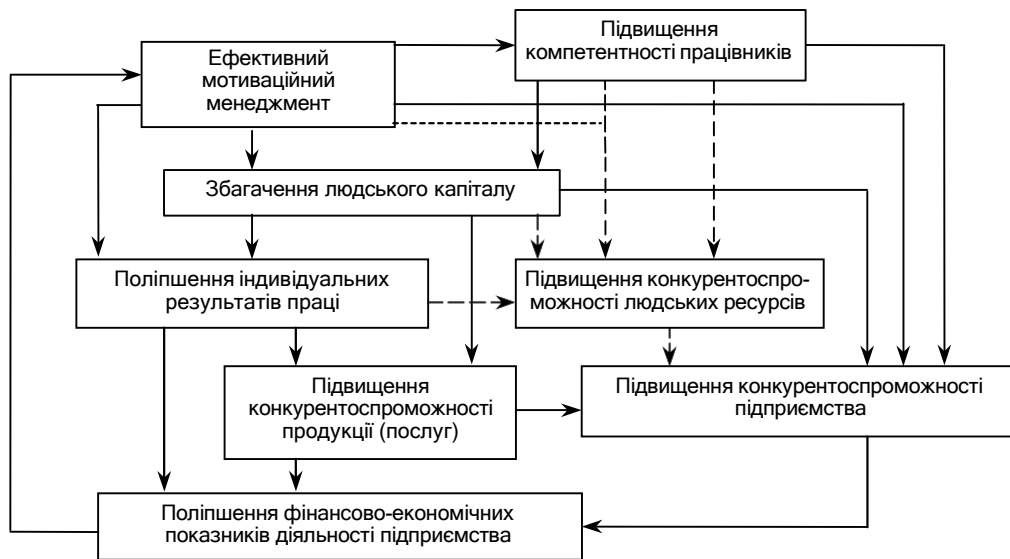 Підвищення
компетентності працівників
Ефективний
мотиваційний
менеджмент
Збагачення людського капіталу
Поліпшення індивідуальних
результатів праці
Підвищення конкурентоспро-
можності людських ресурсів
Підвищення
конкурентоспроможності
продукції (послуг)
Підвищення конкурентоспроможності
підприємства
Поліпшення фінансово-економічних
показників діяльності підприємства